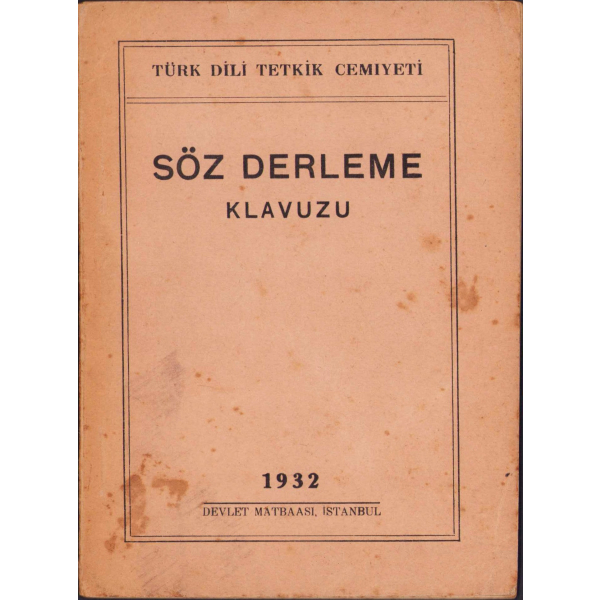 TÜRK DİLİ TETKİK CEMİYETİ
SÖZ DERLEME
KLAVUZU
1932
DEVLET MATBAASI, İSTANBUL